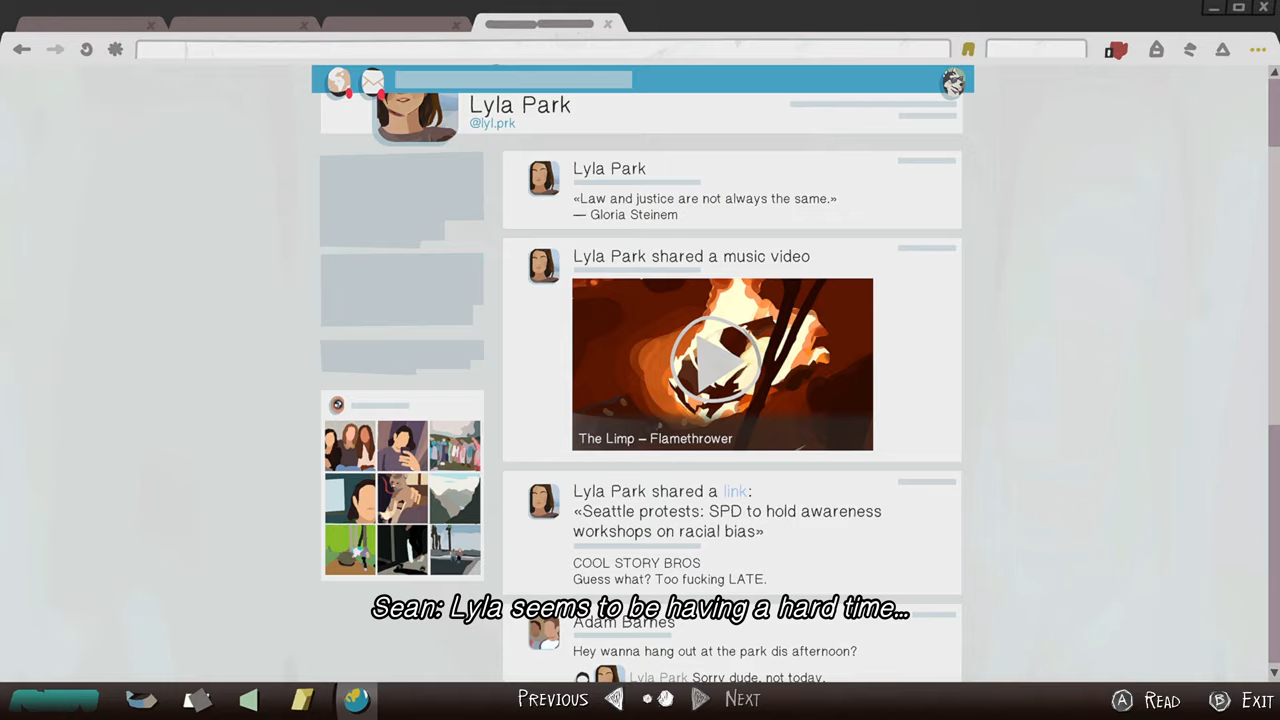 Lyla Park
@lyl.prk
Lyla Park
«Law and justice are not always the same.»
— Gloria Steinem
Lyla Park shared a music video
The Limp – Flamethrower
Lyla Park shared a link:
«Seattle protests: SPD to hold awareness
workshops on racial bias»
COOL STORY BROS
Guess what? Too fucking LATE.
Sean: Lyla seems to be having a hard time...
Adam Barnes
Hey wanna hang out at the park dis afternoon?
Lyla Park Sorry dude, not today.
PREVIOUS NEXT A READ B EXIT